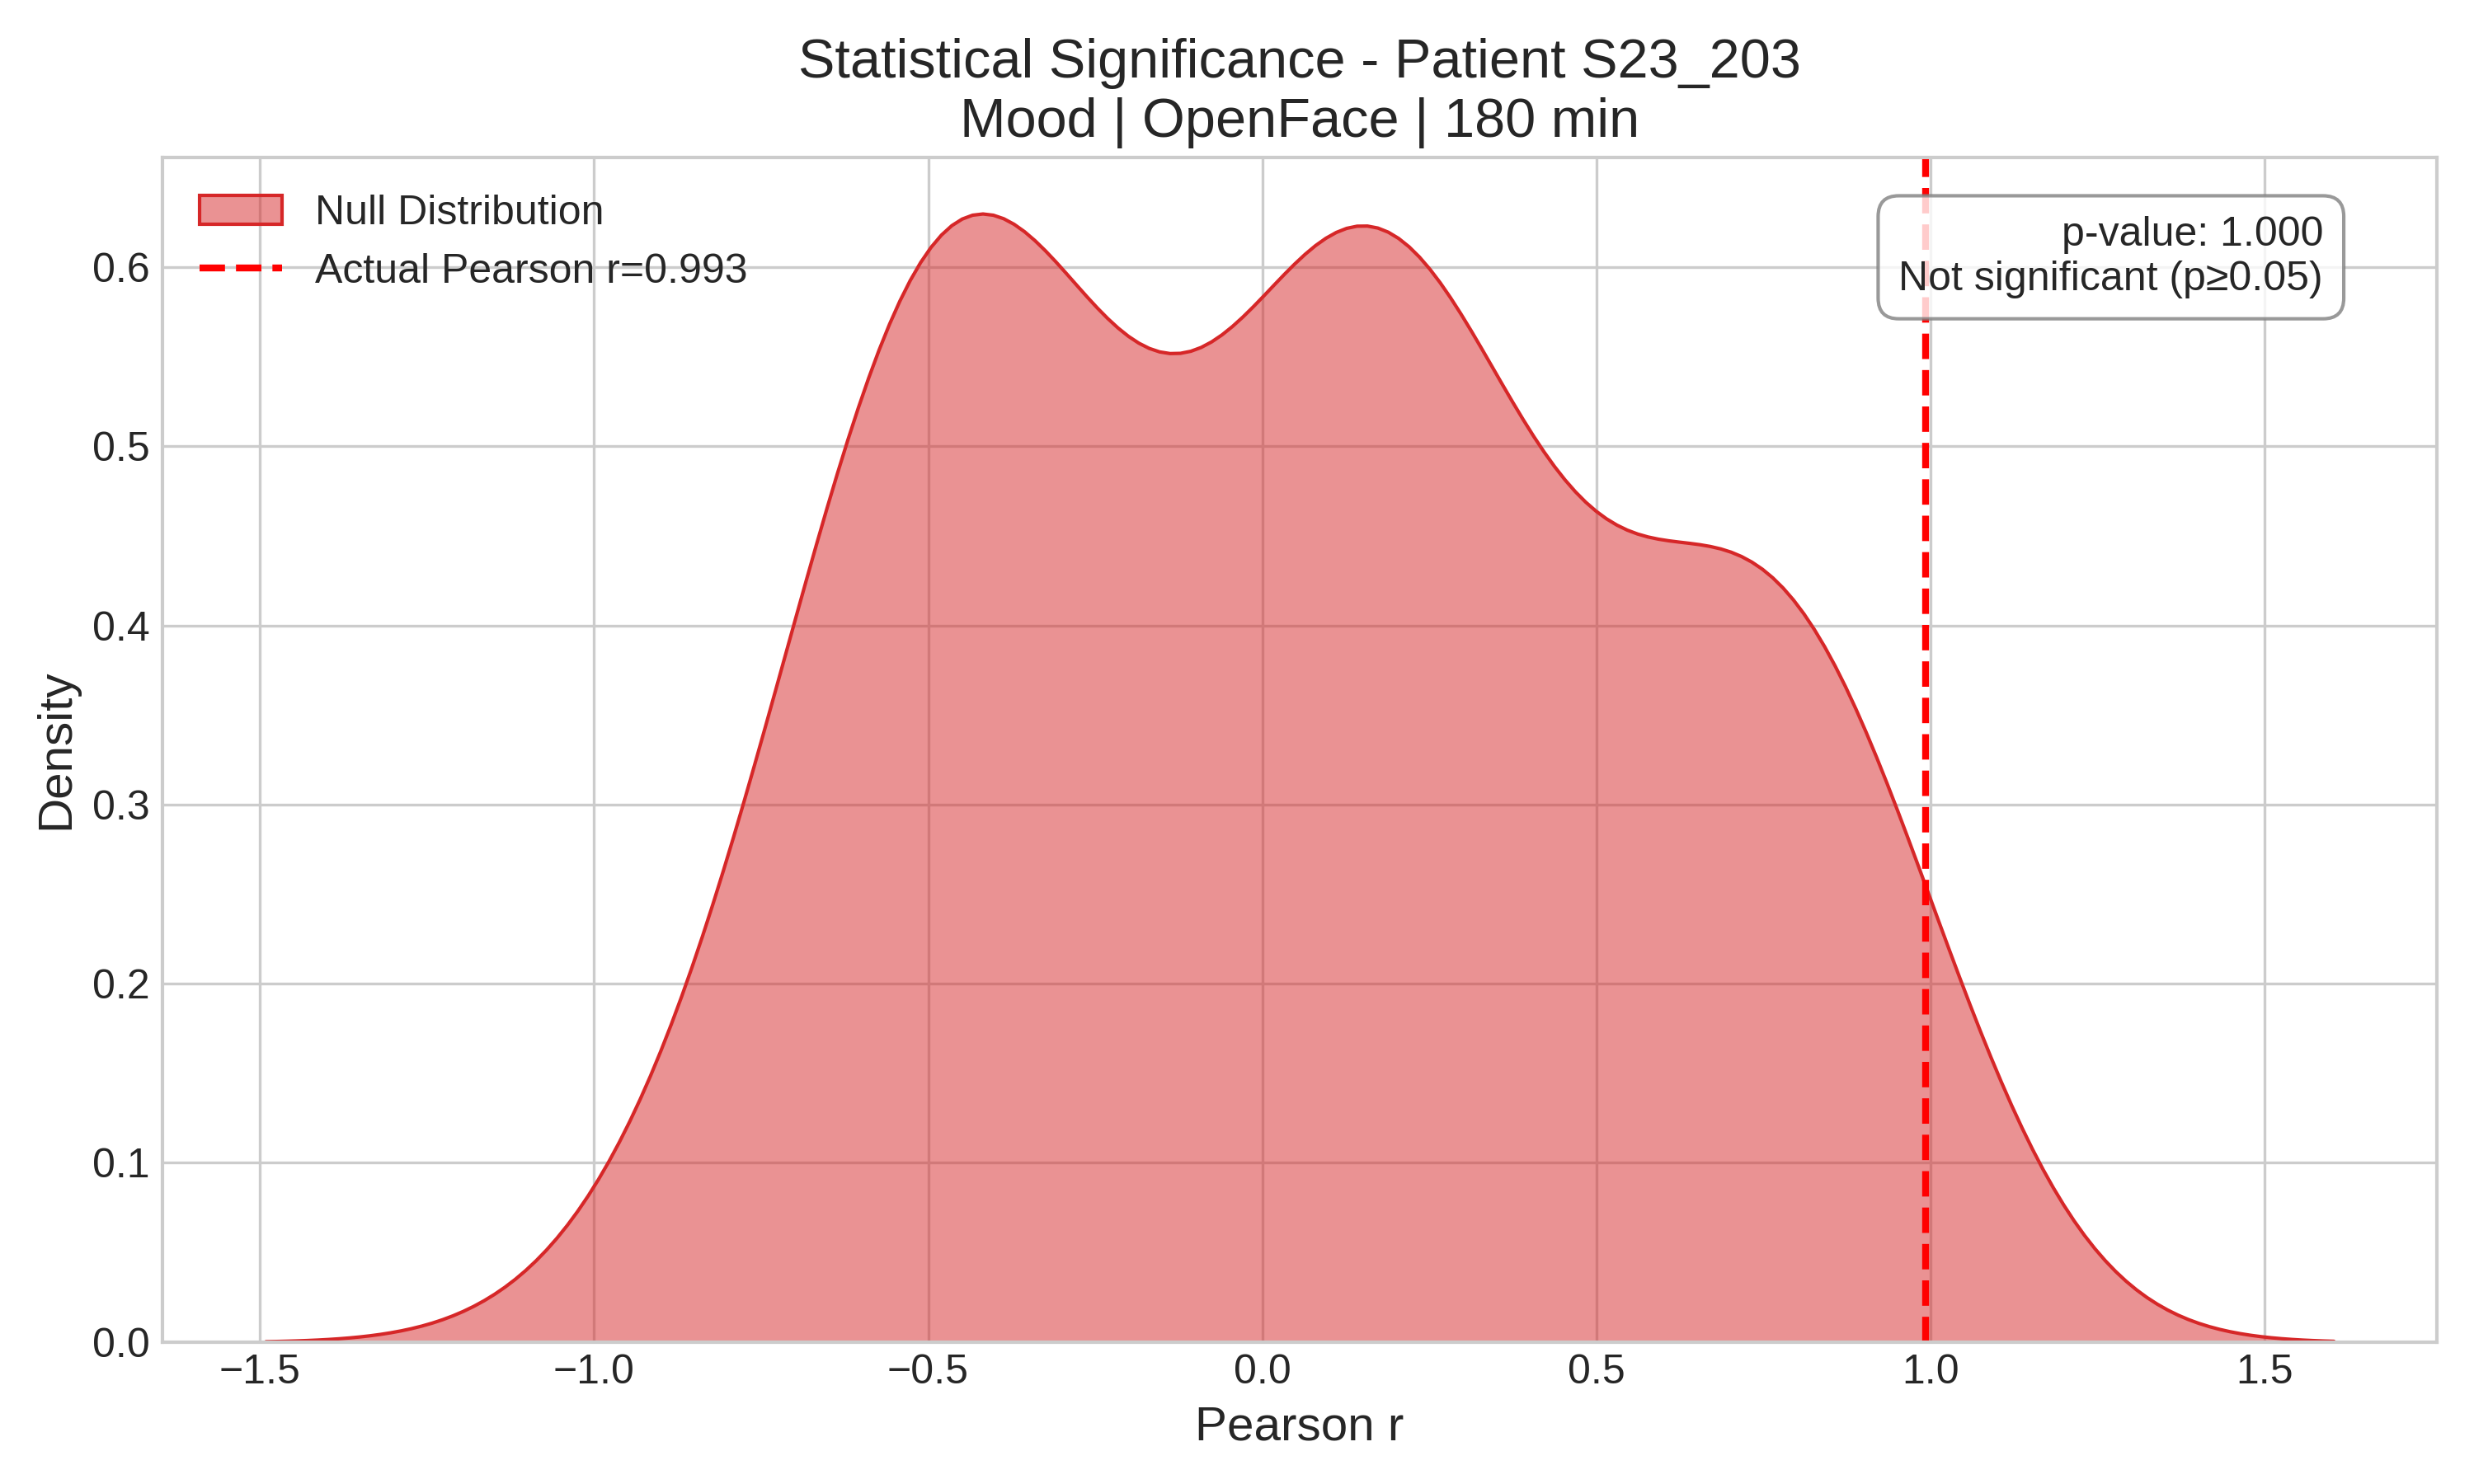 Statistical Significance - Patient S23_203
Mood | OpenFace | 180 min
Null Distribution
Actual Pearson r=0.993
p-value: 1.000
Not significant (p≥0.05)
Density
0.6
0.5
0.4
0.3
0.2
0.1
0.0
−1.5
−1.0
−0.5
0.0
0.5
1.0
1.5
Pearson r